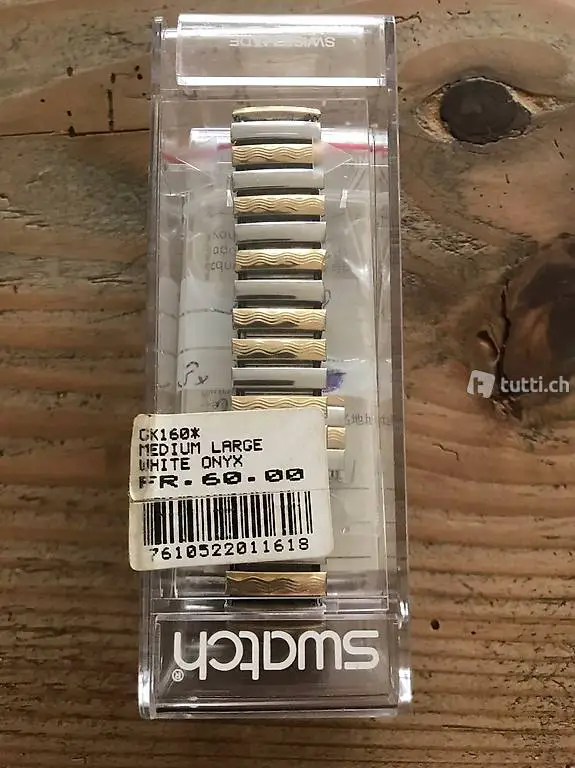 SWISS MADE
tutti.ch
GK160*
MEDIUM LARGE
WHITE ONYX
FR.60.00
7610522011618
swatch®